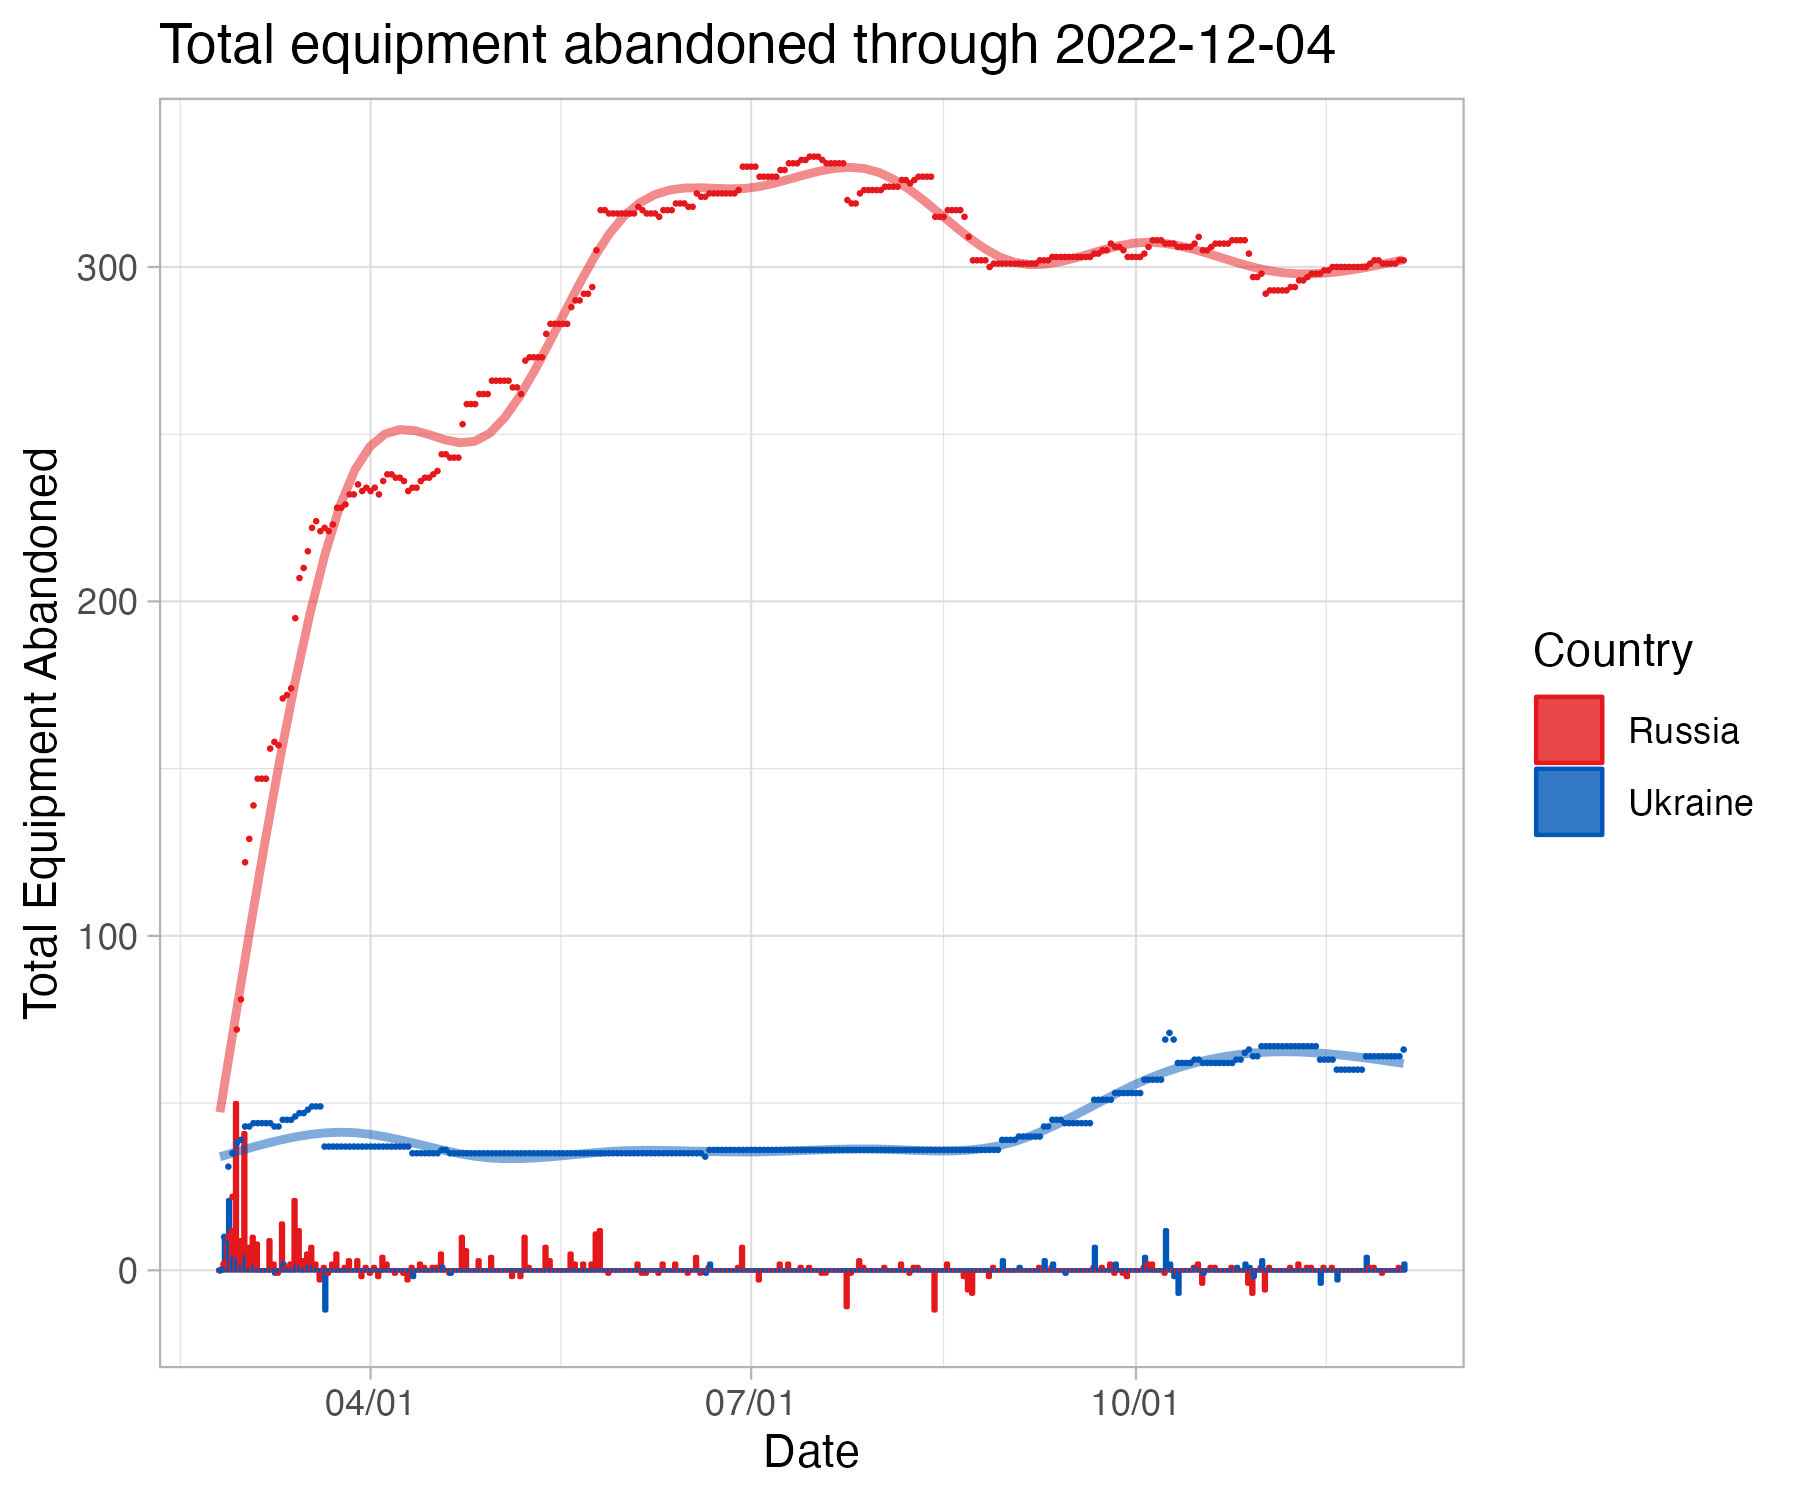 Total equipment abandoned through 2022-12-04
Total Equipment Abandoned
300
200
100
0
04/01
07/01
10/01
Date
Country
Russia
Ukraine